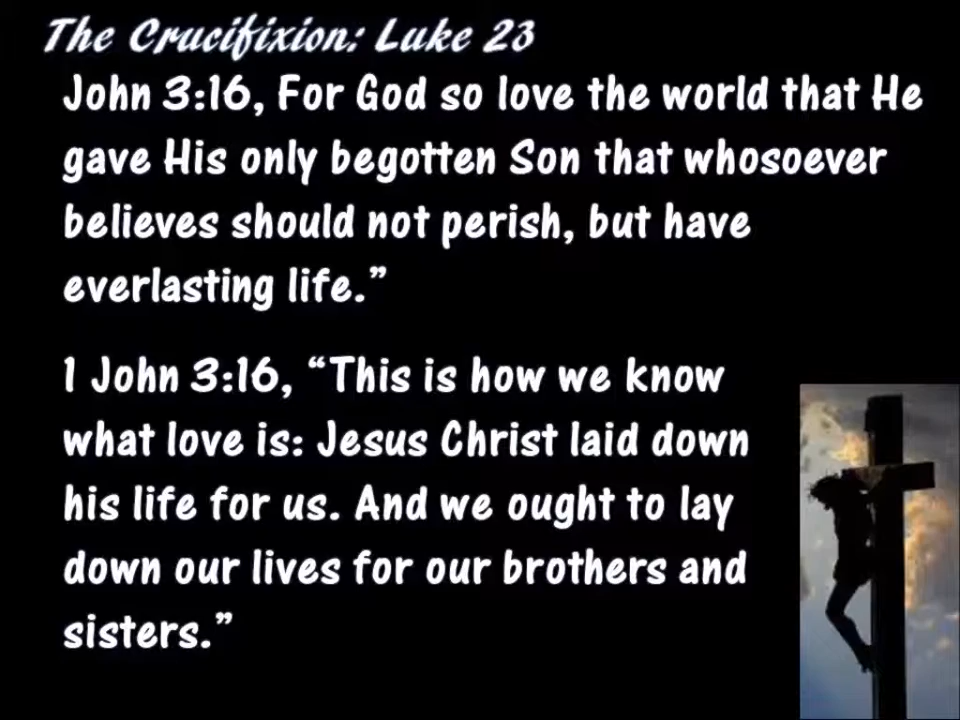 The Crucifixion: Luke 23
John 3:16, For God so love the world that He
gave His only begotten Son that whosoever
believes should not perish, but have
everlasting life.”
1 John 3:16, “This is how we know
what love is: Jesus Christ laid down
his life for us. And we ought to lay
down our lives for our brothers and
sisters.”